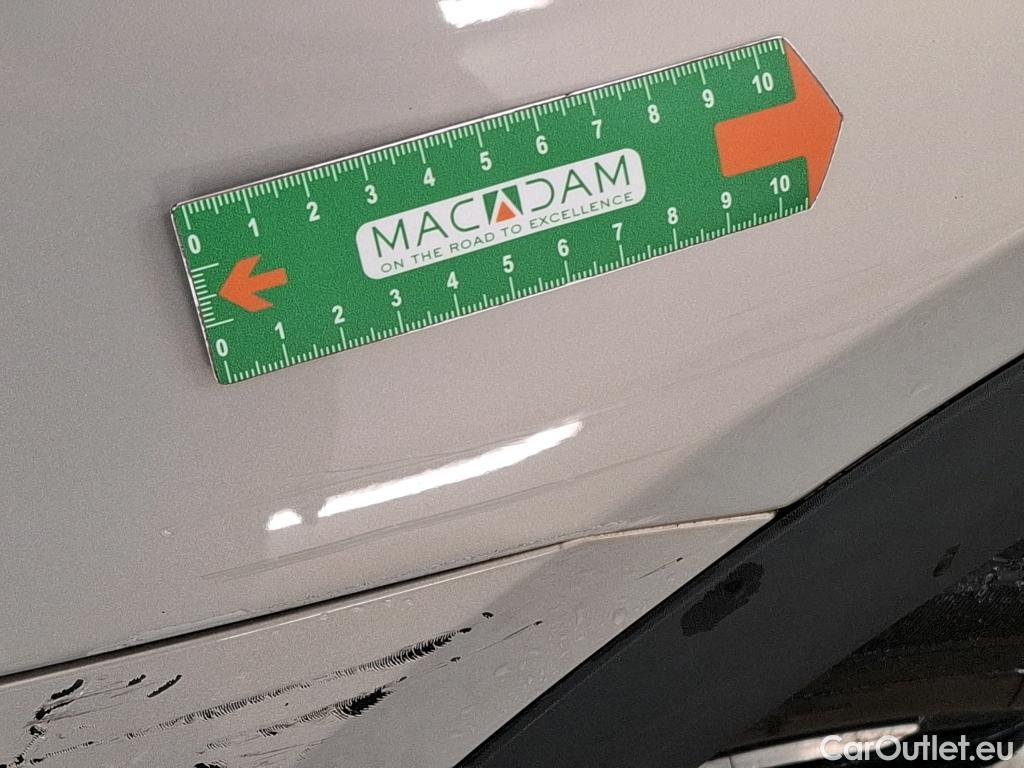 0 1 2 3 4 5 6 7 8 9 10
MACADAM
ON THE ROAD TO EXCELLENCE
0 1 2 3 4 5 6 7 8 9 10
CarOutlet.eu